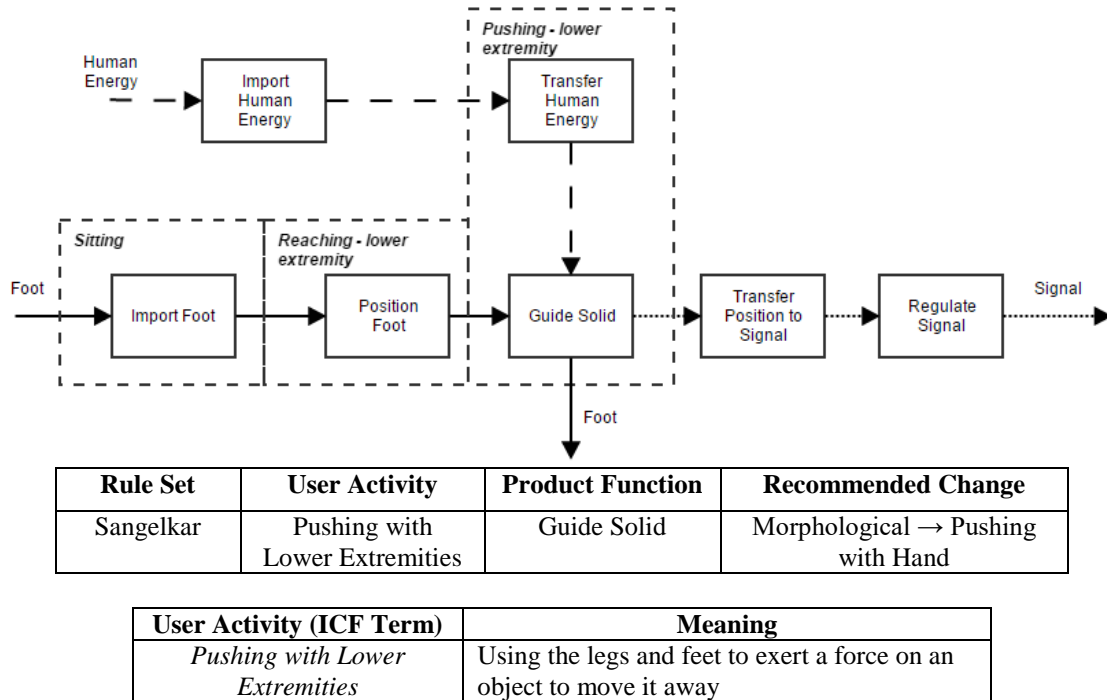 Pushing - lower
extremity
Human
Energy
Import
Human
Energy
Transfer
Human
Energy
Sitting
Reaching - lower
extremity
Foot
Import Foot
Position
Foot
Guide Solid
Transfer
Position to
Signal
Regulate
Signal
Signal
Foot
Rule Set User Activity Product Function Recommended Change
Sangelkar Pushing with Guide Solid Morphological → Pushing
Lower Extremities with Hand
User Activity (ICF Term) Meaning
Pushing with Lower Using the legs and feet to exert a force on an
Extremities object to move it away